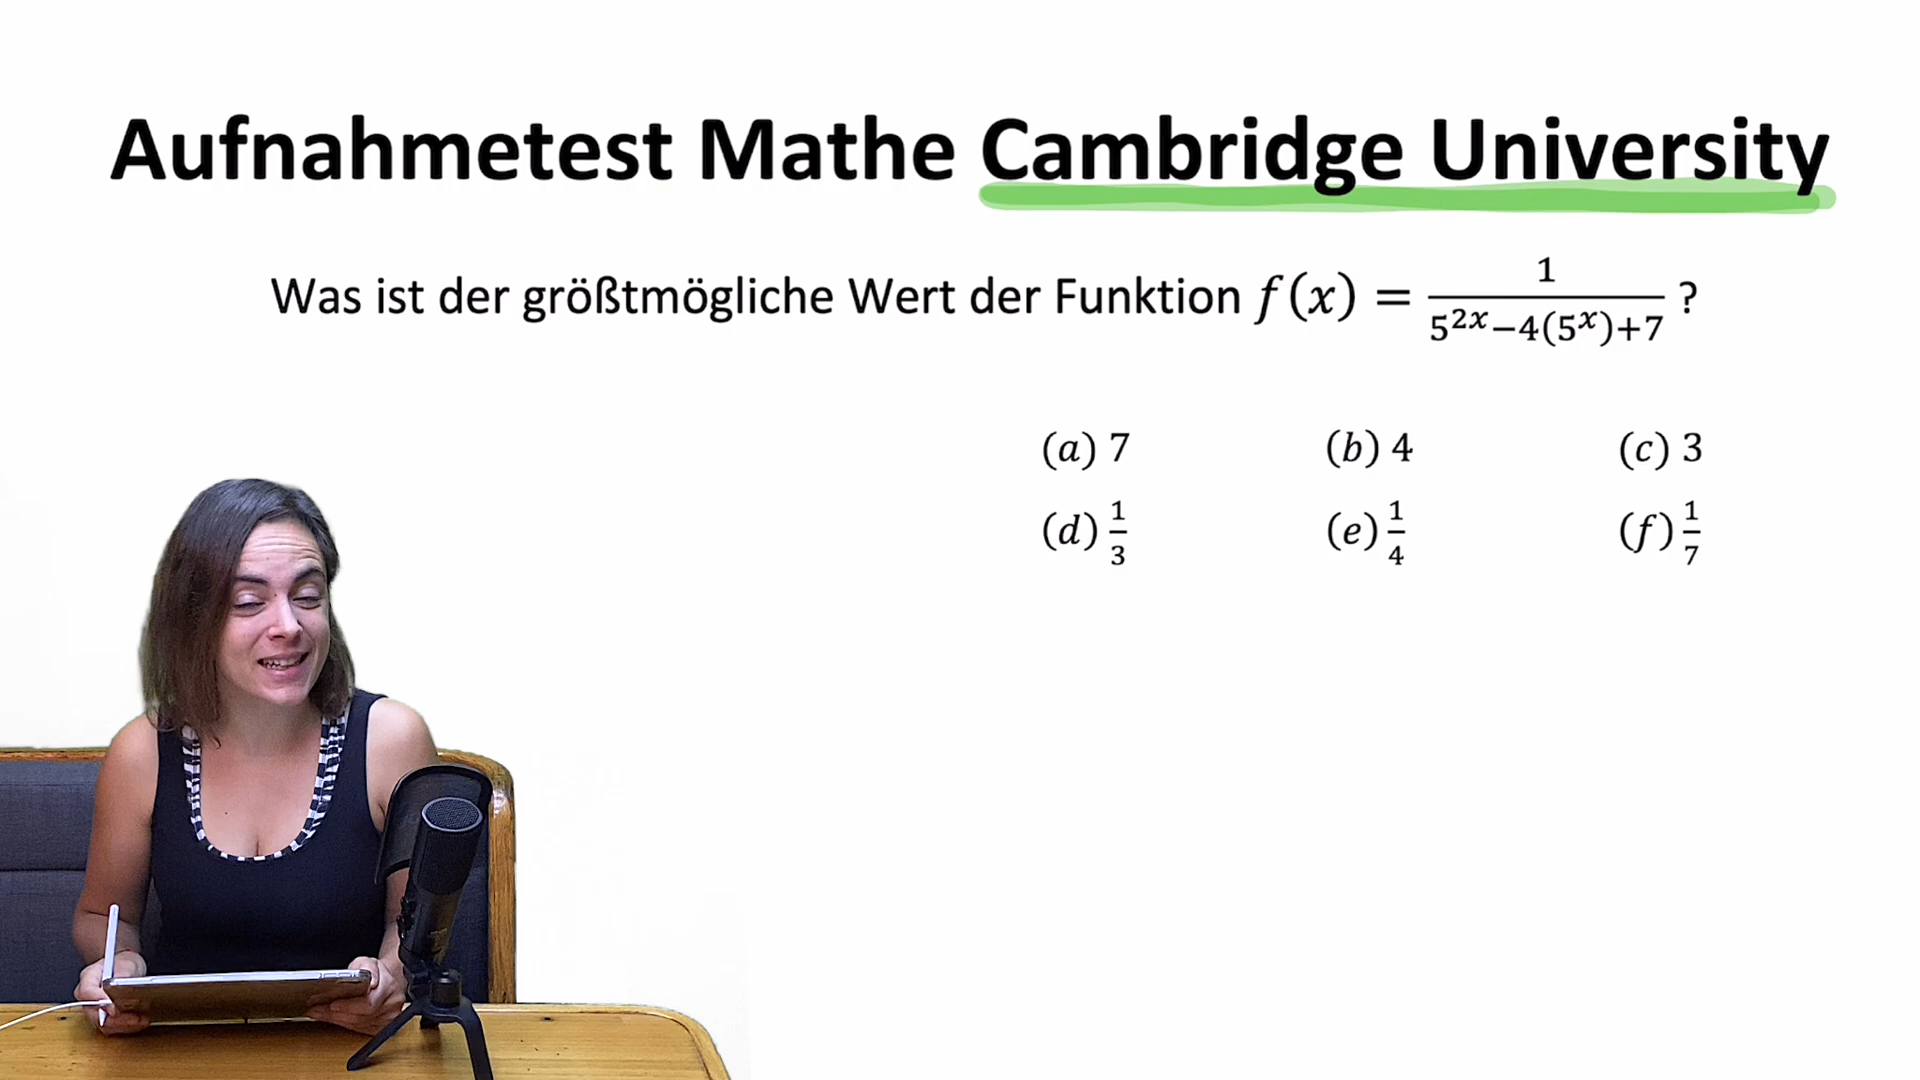 Aufnahmetest Mathe Cambridge University
Was ist der größtmögliche Wert der Funktion f(x) = 1/(5^{2x}−4(5^x)+7) ?
(a) 7 (b) 4 (c) 3
(d) 1/3 (e) 1/4 (f) 1/7